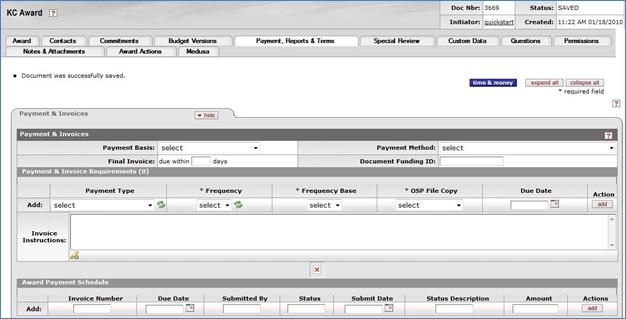 KC Award ?
Doc Nbr: 3669 Status: SAVED
Initiator: quickstart Created: 11:22 AM 01/18/2010
Award Contacts Commitments Budget Versions Payment, Reports & Terms Special Review Custom Data Questions Permissions
Notes & Attachments Award Actions Medusa
Document was successfully saved.
time & money expand all collapse all
* required field
?
Payment & Invoices hide
Payment & Invoices ?
Payment Basis: select Payment Method: select
Final Invoice: due within days Document Funding ID:
Payment & Invoice Requirements (0)
Payment Type * Frequency * Frequency Base * OSP File Copy Due Date Action
Add: select select select select add
Invoice
Instructions:
Award Payment Schedule
Invoice Number Due Date Submitted By Status Submit Date Status Description Amount Actions
Add: add